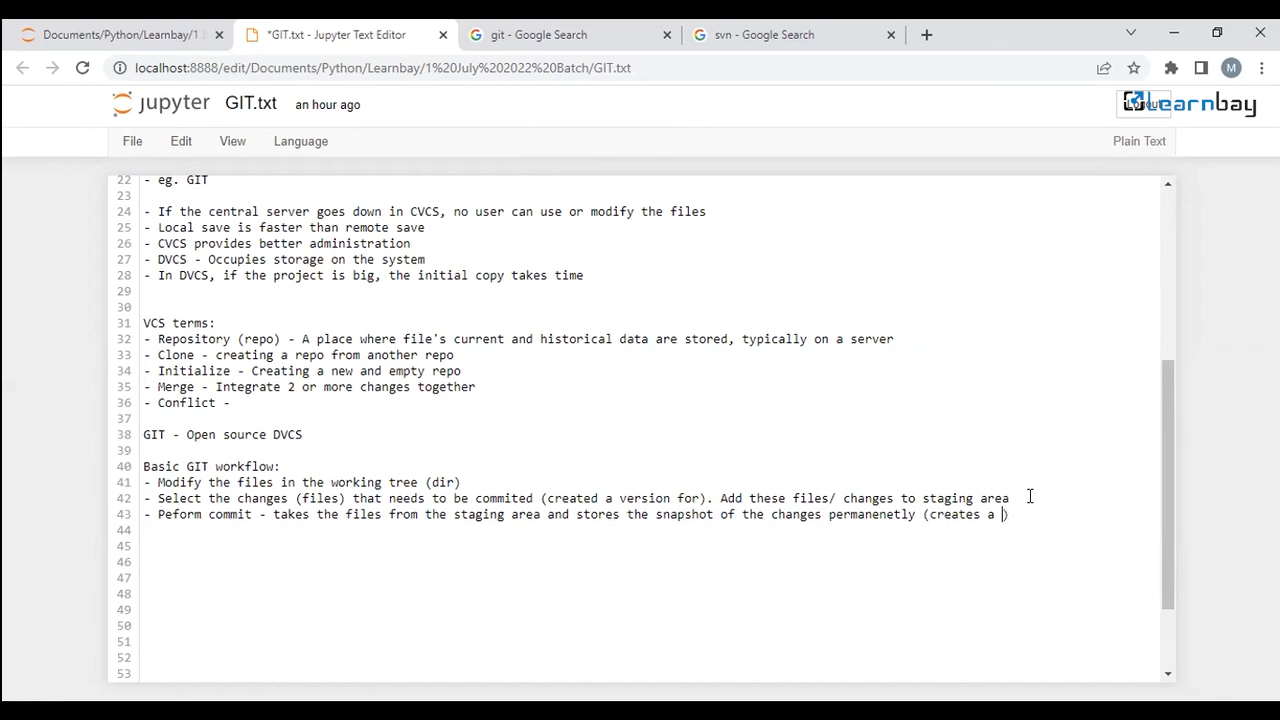 Documents/Python/Learnbay/1 J
*GIT.txt - Jupyter Text Editor
git - Google Search
svn - Google Search
localhost:8888/edit/Documents/Python/Learnbay/1%20July%202022%20Batch/GIT.txt
M
jupyter GIT.txt an hour ago
Logout
Learnbay
File Edit View Language
Plain Text
22 - eg. GIT
23
24 - If the central server goes down in CVCS, no user can use or modify the files
25 - Local save is faster than remote save
26 - CVCS provides better administration
27 - DVCS - Occupies storage on the system
28 - In DVCS, if the project is big, the initial copy takes time
29
30
31 VCS terms:
32 - Repository (repo) - A place where file's current and historical data are stored, typically on a server
33 - Clone - creating a repo from another repo
34 - Initialize - Creating a new and empty repo
35 - Merge - Integrate 2 or more changes together
36 - Conflict -
37
38 GIT - Open source DVCS
39
40 Basic GIT workflow:
41 - Modify the files in the working tree (dir)
42 - Select the changes (fils) that needs to be commited (created a version for). Add these files/ changes to staging area
43 - Peform commit - takes the files from the staging area and stores the snapshot of the changes permanenetly (creates a )
44
45
46
47
48
49
50
51
52
53